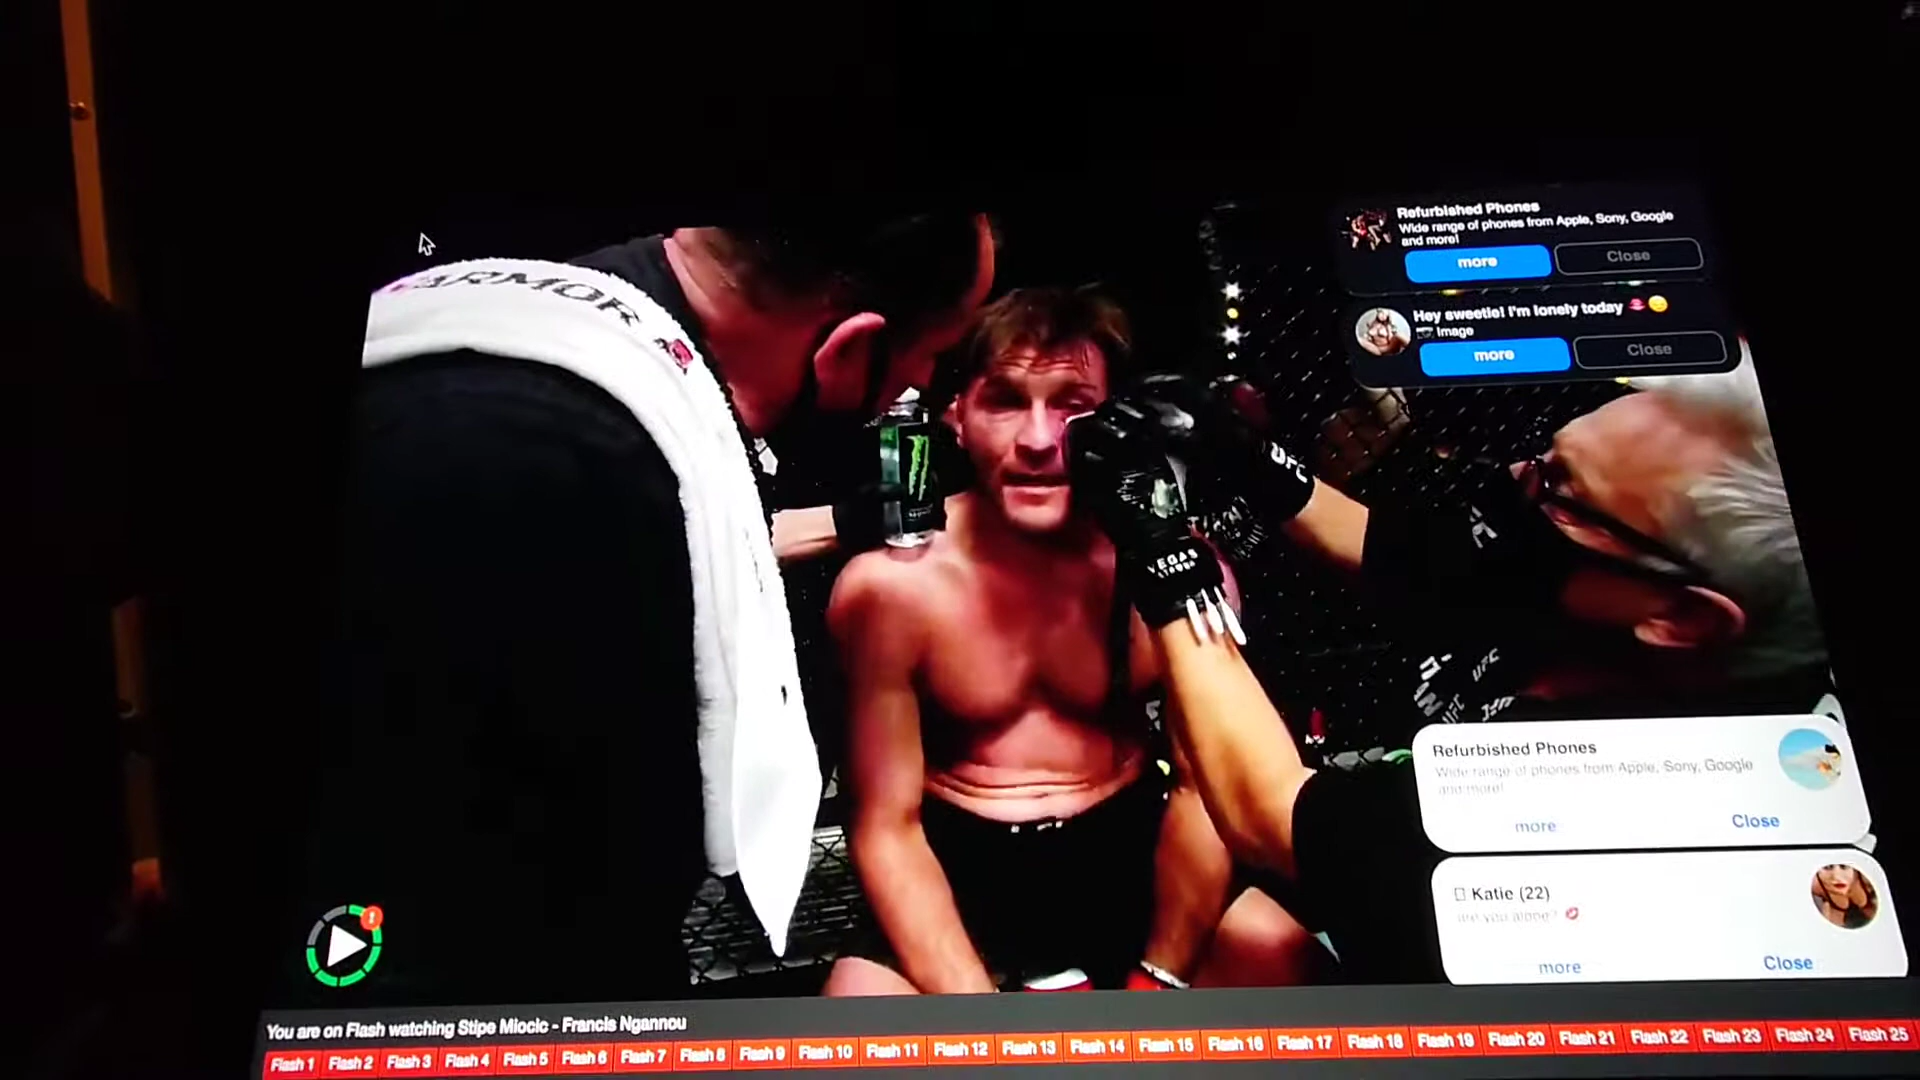 Refurbished Phones
Wide range of phones from Apple, Sony, Google
and more!
more
Close
Hey sweetie! I'm lonely today
Image
more
Close
ARMOR
UFC
VEGAS
STRONG
UFC
UFC
Refurbished Phones
Wide range of phones from Apple, Sony, Google
and more!
more
Close
Katie (22)
are you alone?
more
Close
You are on Flash watching Stipe Miocic - Francis Ngannou
Flash 1 Flash 2 Flash 3 Flash 4 Flash 5 Flash 6 Flash 7 Flash 8 Flash 9 Flash 10 Flash 11 Flash 12 Flash 13 Flash 14 Flash 15 Flash 16 Flash 17 Flash 18 Flash 19 Flash 20 Flash 21 Flash 22 Flash 23 Flash 24 Flash 25